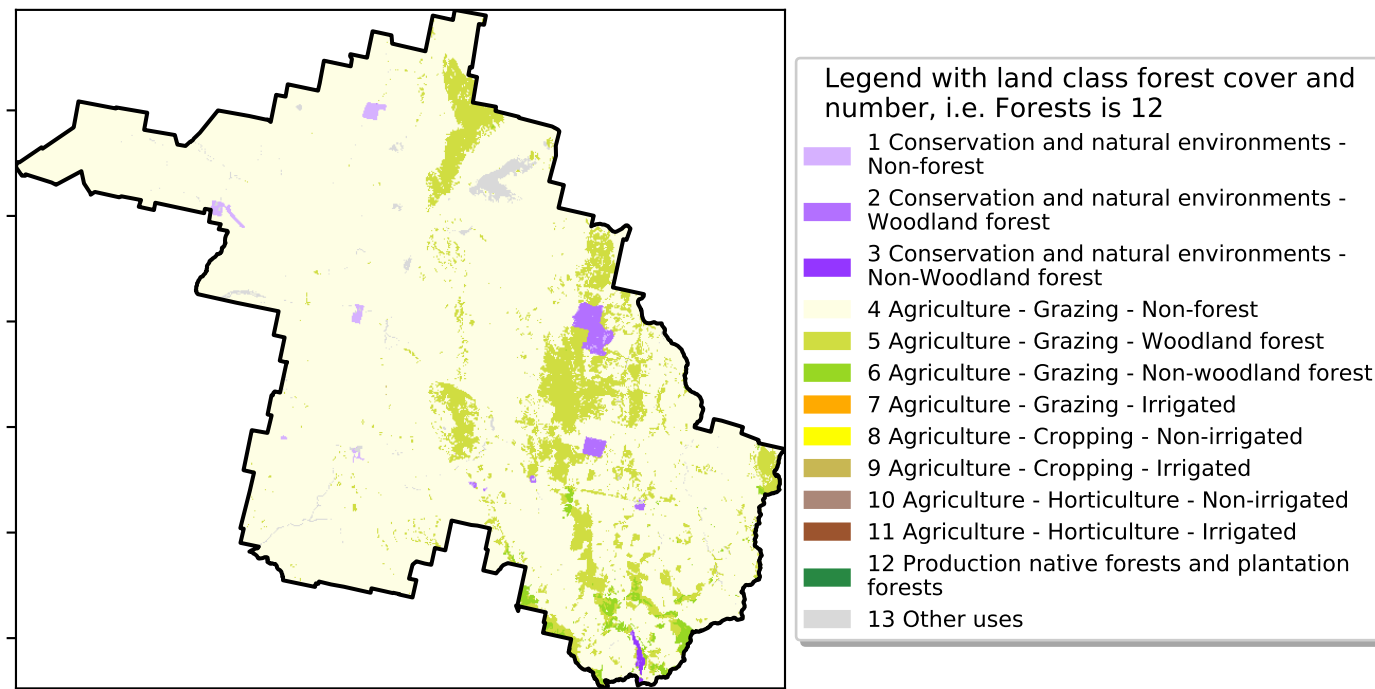 Legend with land class forest cover and
number, i.e. Forests is 12
1 Conservation and natural environments -
Non-forest
2 Conservation and natural environments -
Woodland forest
3 Conservation and natural environments -
Non-Woodland forest
4 Agriculture - Grazing - Non-forest
5 Agriculture - Grazing - Woodland forest
6 Agriculture - Grazing - Non-woodland forest
7 Agriculture - Grazing - Irrigated
8 Agriculture - Cropping - Non-irrigated
9 Agriculture - Cropping - Irrigated
10 Agriculture - Horticulture - Non-irrigated
11 Agriculture - Horticulture - Irrigated
12 Production native forests and plantation
forests
13 Other uses